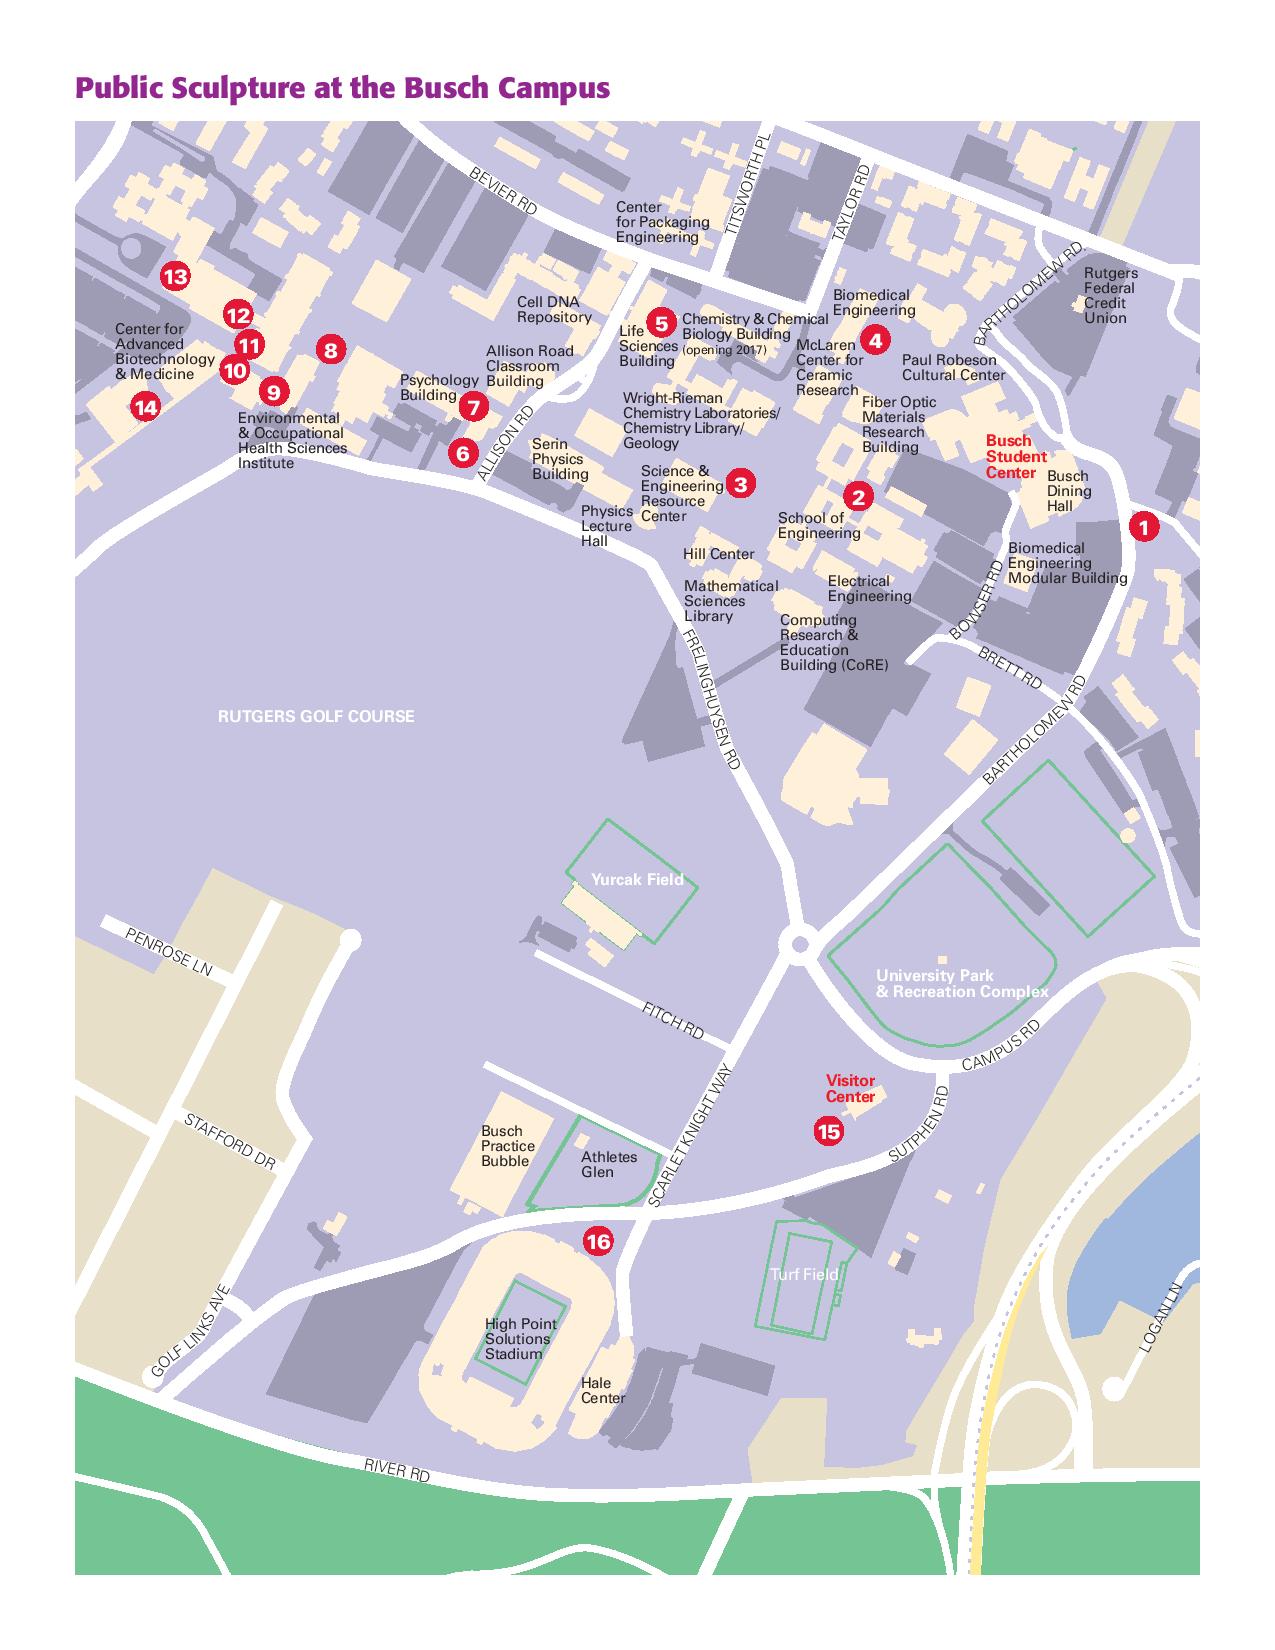 Public Sculpture at the Busch Campus
BEVIER RD
TITSWORTH PL
TAYLOR RD
Center
for Packaging
Engineering
BARTHOLOMEW RD.
Rutgers
Federal
Credit
Union
13
12
11
10
9
8
14
Center for
Advanced
Biotechnology
& Medicine
Environmental
& Occupational
Health Sciences
Institute
Cell DNA
Repository
Allison Road
Classroom
Building
Psychology
Building
7
6
ALLISON RD
Life
Sciences
Building
5
Chemistry & Chemical
Biology Building
(opening 2017)
Biomedical
Engineering
4
McLaren
Center for
Ceramic
Research
Paul Robeson
Cultural Center
Fiber Optic
Materials
Research
Building
Wright-Rieman
Chemistry Laboratories/
Chemistry Library/
Geology
Serin
Physics
Building
Science &
Engineering
Resource
Center
3
Physics
Lecture
Hall
2
School of
Engineering
Busch
Student
Center
Busch
Dining
Hall
1
Hill Center
Mathematical
Sciences
Library
Electrical
Engineering
Computing
Research &
Education
Building (CoRE)
Biomedical
Engineering
Modular Building
BOWSER RD
BRETT RD
BARTHOLOMEW RD
FRELINGHUYSEN RD
RUTGERS GOLF COURSE
Yurcak Field
University Park
& Recreation Complex
PENROSE LN
FITCH RD
CAMPUS RD
Visitor
Center
15
SUTPHEN RD
SCARLET KNIGHT WAY
STAFFORD DR
Busch
Practice
Bubble
Athletes
Glen
16
Turf Field
GOLF LINKS AVE
High Point
Solutions
Stadium
Hale
Center
LOGAN LN
RIVER RD